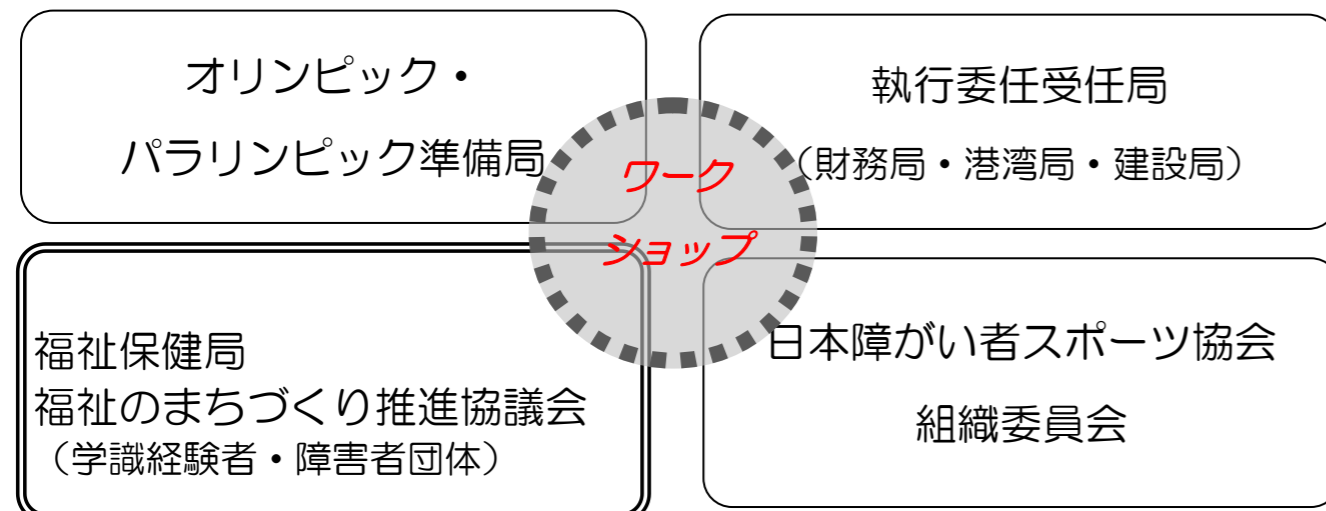 オリンピック・
パラリンピック準備局
執行委任受任局
（財務局・港湾局・建設局）
ワーク
ショップ
福祉保健局
福祉のまちづくり推進協議会
（学識経験者・障害者団体）
日本障がい者スポーツ協会
組織委員会